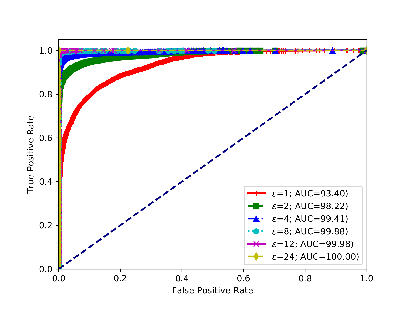 1.0
0.8
0.6
0.4
0.2
0.0
True Positive Rate
0.0 0.2 0.4 0.6 0.8 1.0
False Positive Rate
ε=1; AUC=93.40)
ε=2; AUC=98.22)
ε=4; AUC=99.41)
ε=8; AUC=99.88)
ε=12; AUC=99.98)
ε=24; AUC=100.00)